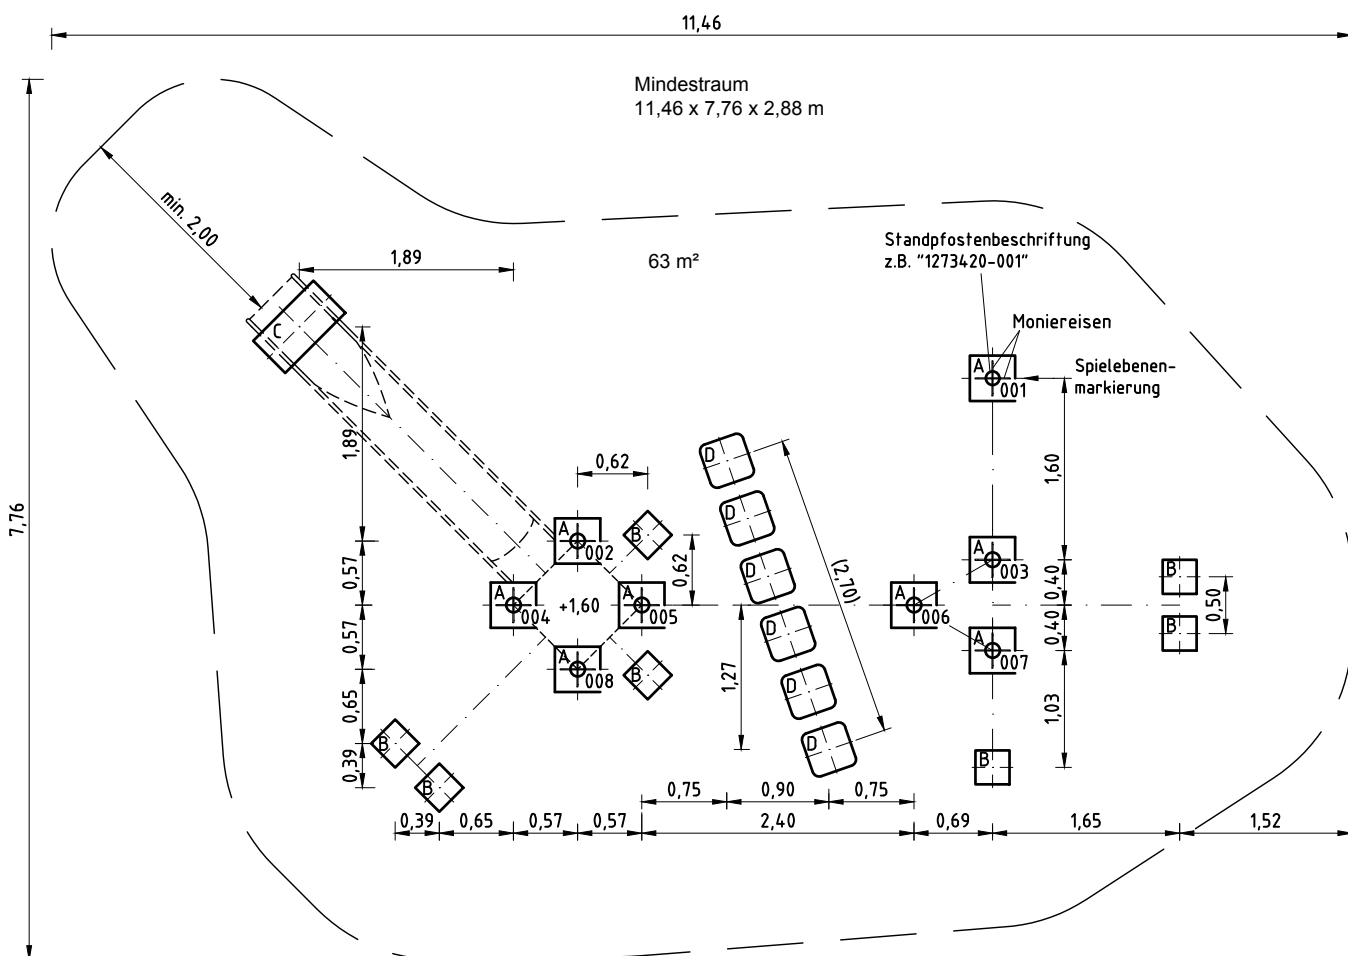 11,46
Mindestraum
11,46 x 7,76 x 2,88 m
min. 2,00
1,89
63 m²
Standpfostenbeschriftung
z.B. "1273420-001"
C
Moniereisen
A
001
Spielebenen-
markierung
1,89
7,76
0,62
D
1,60
A
002
B
D
0,62
(2,70)
A
003
0,57
D
B
0,40
0,50
A
004
+1,60
A
005
A
006
0,57
D
B
0,40
A
007
A
008
B
1,27
D
1,03
0,65
B
D
B
0,39
B
0,75
0,90
0,75
0,39
0,65
0,57
0,57
2,40
0,69
1,65
1,52